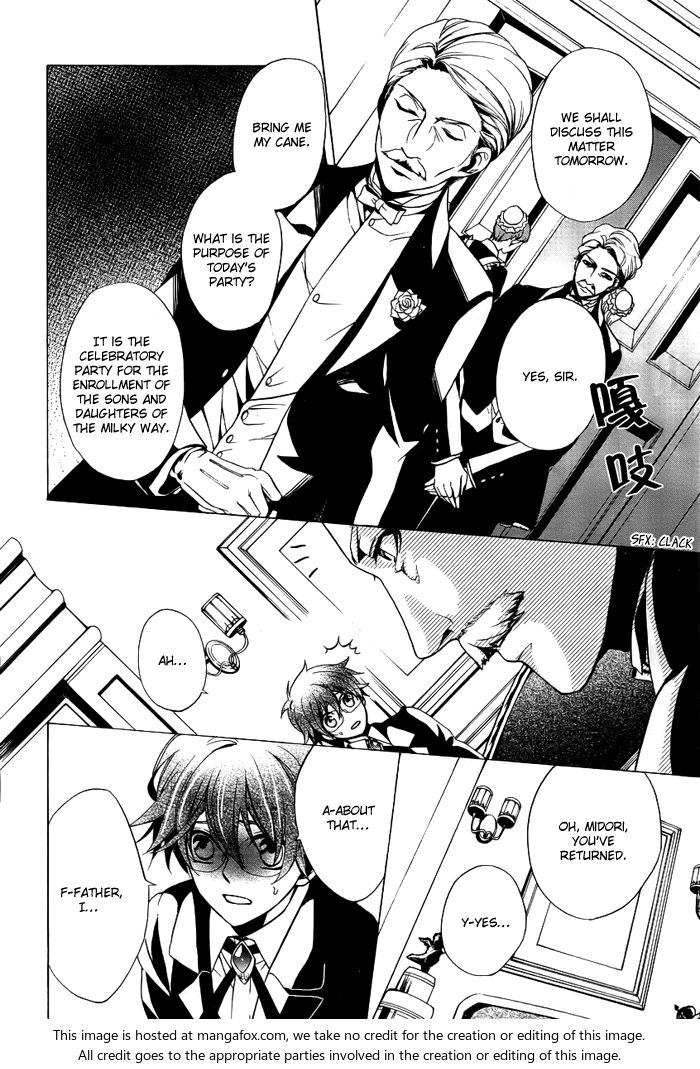 WE SHALL
DISCUSS THIS
MATTER
TOMORROW.
BRING ME
MY CANE.
WHAT IS THE
PURPOSE OF
TODAY'S
PARTY?
YES, SIR.
IT IS THE
CELEBRATORY
PARTY FOR THE
ENROLLMENT OF
THE SONS AND
DAUGHTERS OF
THE MILKY WAY.
嘎
吱
SFX: CLACK
AH...
OH, MIDORI,
YOU'VE
RETURNED.
Y-YES...
A-ABOUT
THAT...
F-FATHER,
I...
This image is hosted at mangafox.com, we take no credit for the creation or editing of this image.
All credit goes to the appropriate parties involved in the creation or editing of this image.